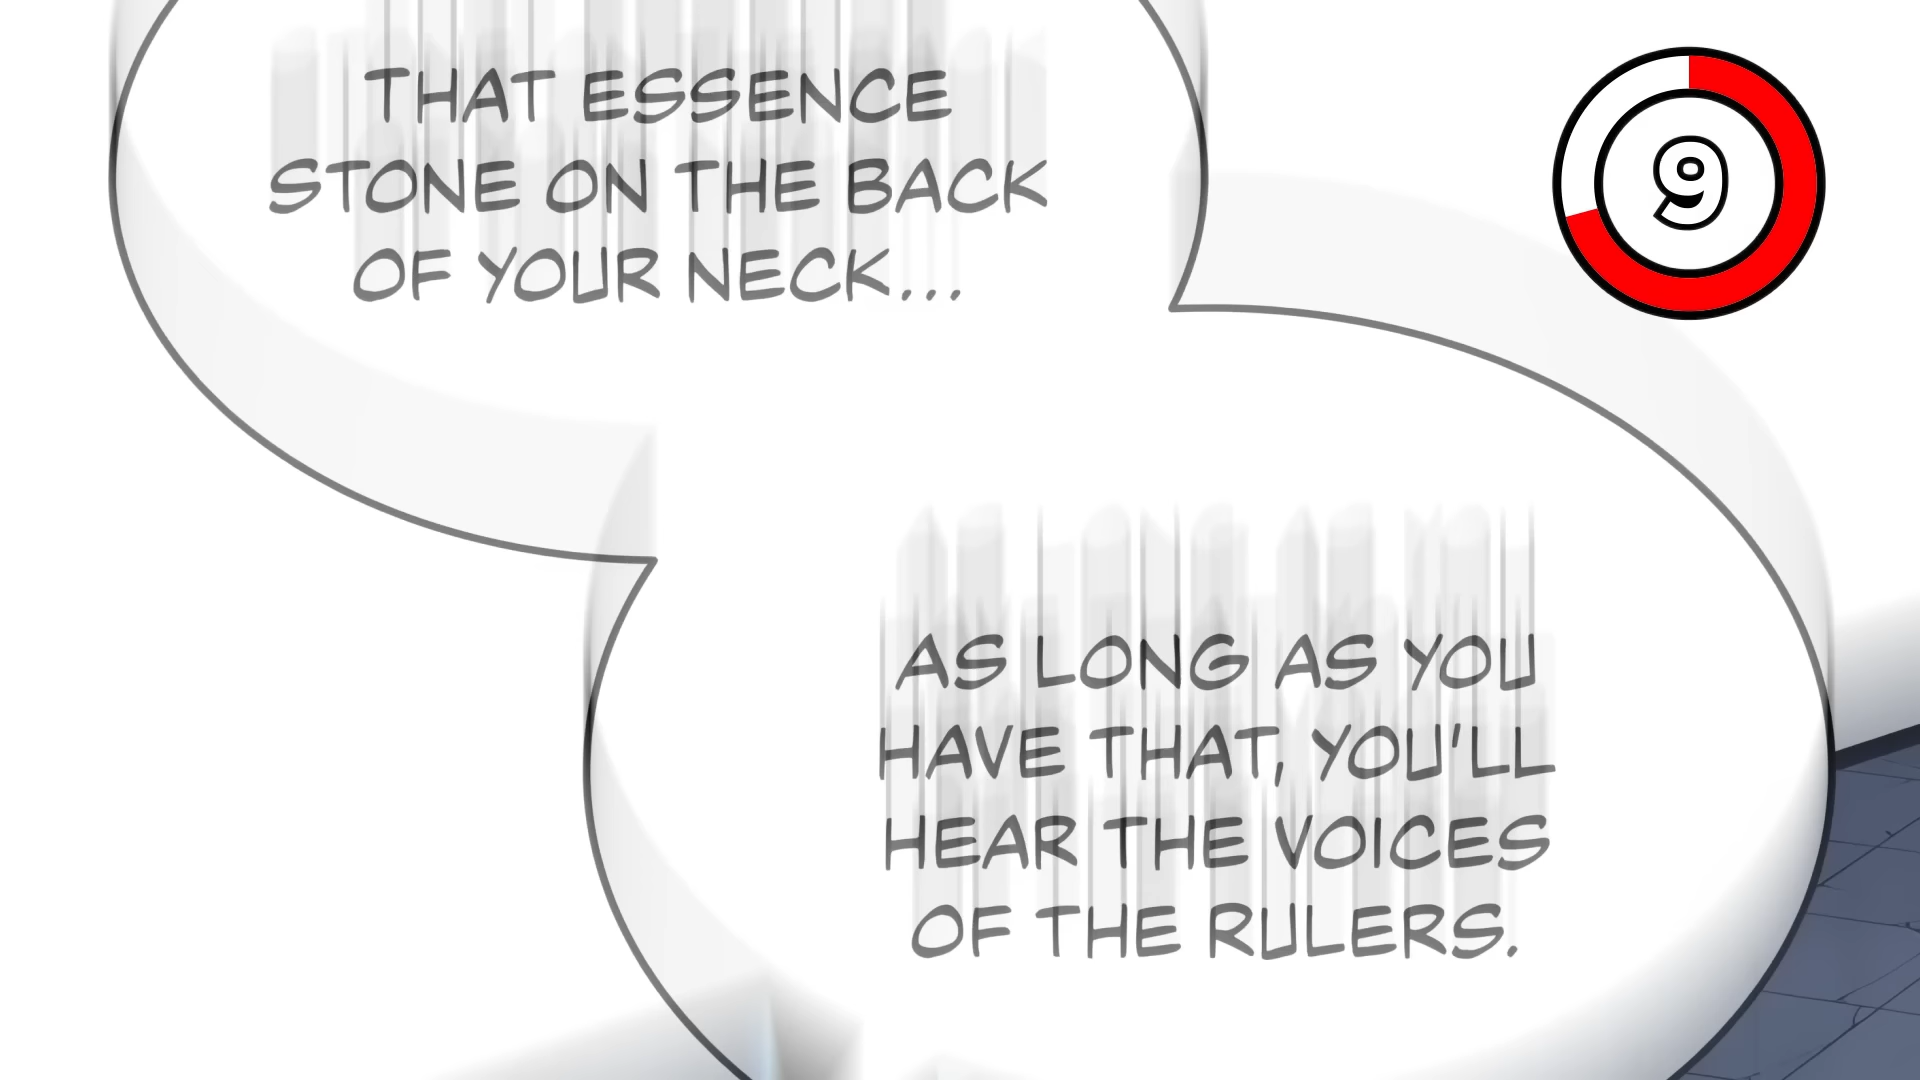 THAT ESSENCE
STONE ON THE BACK
OF YOUR NECK...
9
AS LONG AS YOU
HAVE THAT, YOU'LL
HEAR THE VOICES
OF THE RULERS.